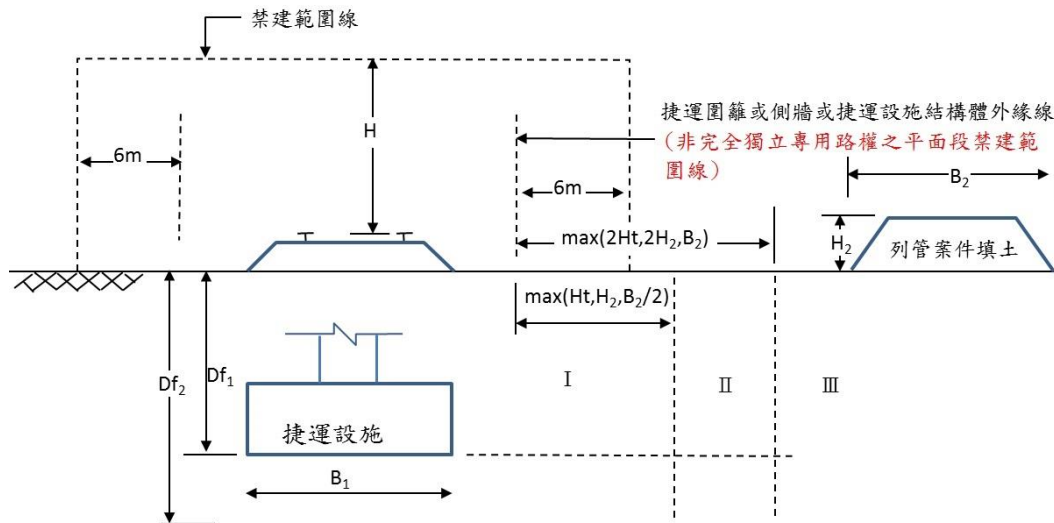 禁建範圍線
捷運圍籬或側牆或捷運設施結構體外緣線
(非完全獨立專用路權之平面段禁建範
圍線)
H
6m
6m
B₂
max(2Ht,2H₂,B₂)
H₂
列管案件填土
max(Ht,H₂,B₂/2)
Df₂
Df₁
I
II
III
捷運設施
B₁